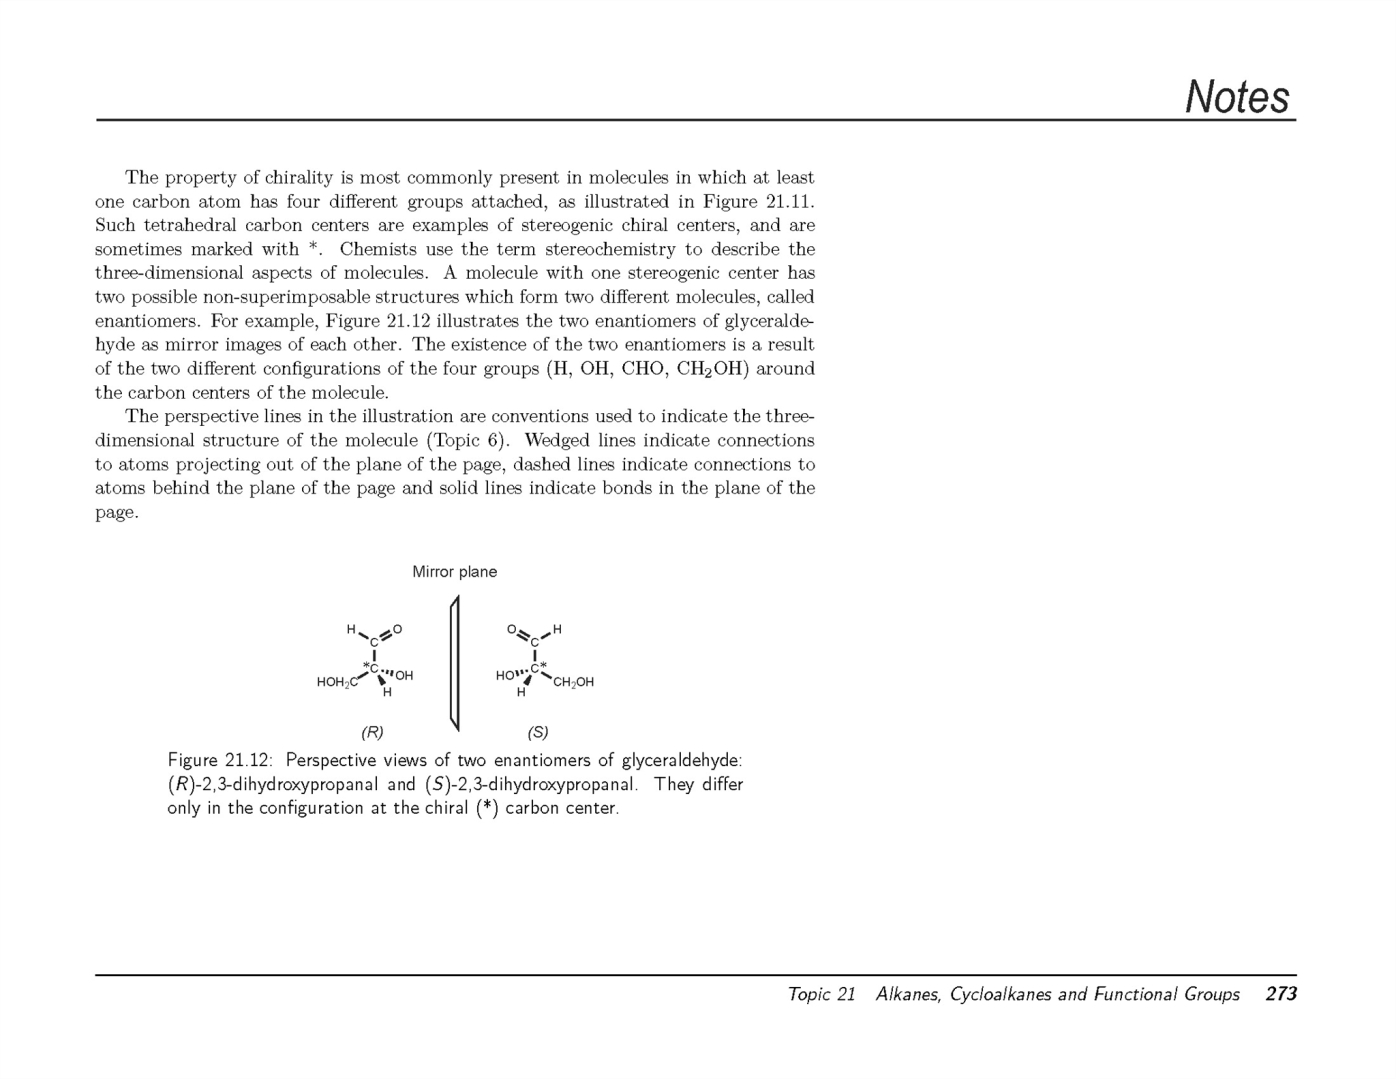 Notes
The property of chirality is most commonly present in molecules in which at least
one carbon atom has four different groups attached, as illustrated in Figure 21.11.
Such tetrahedral carbon centers are examples of stereogenic chiral centers, and are
sometimes marked with *. Chemists use the term stereochemistry to describe the
three-dimensional aspects of molecules. A molecule with one stereogenic center has
two possible non-superimposable structures which form two different molecules, called
enantiomers. For example, Figure 21.12 illustrates the two enantiomers of glyceralde-
hyde as mirror images of each other. The existence of the two enantiomers is a result
of the two different configurations of the four groups (H, OH, CHO, CH₂OH) around
the carbon centers of the molecule.
The perspective lines in the illustration are conventions used to indicate the three-
dimensional structure of the molecule (Topic 6). Wedged lines indicate connections
to atoms projecting out of the plane of the page, dashed lines indicate connections to
atoms behind the plane of the page and solid lines indicate bonds in the plane of the
page.
Mirror plane
H O O H
C C
*C C*
HOH₂C OH HO CH₂OH
H H
(R) (S)
Figure 21.12: Perspective views of two enantiomers of glyceraldehyde:
(R)-2,3-dihydroxypropanal and (S)-2,3-dihydroxypropanal. They differ
only in the configuration at the chiral (*) carbon center.
Topic 21 Alkanes, Cycloalkanes and Functional Groups 273